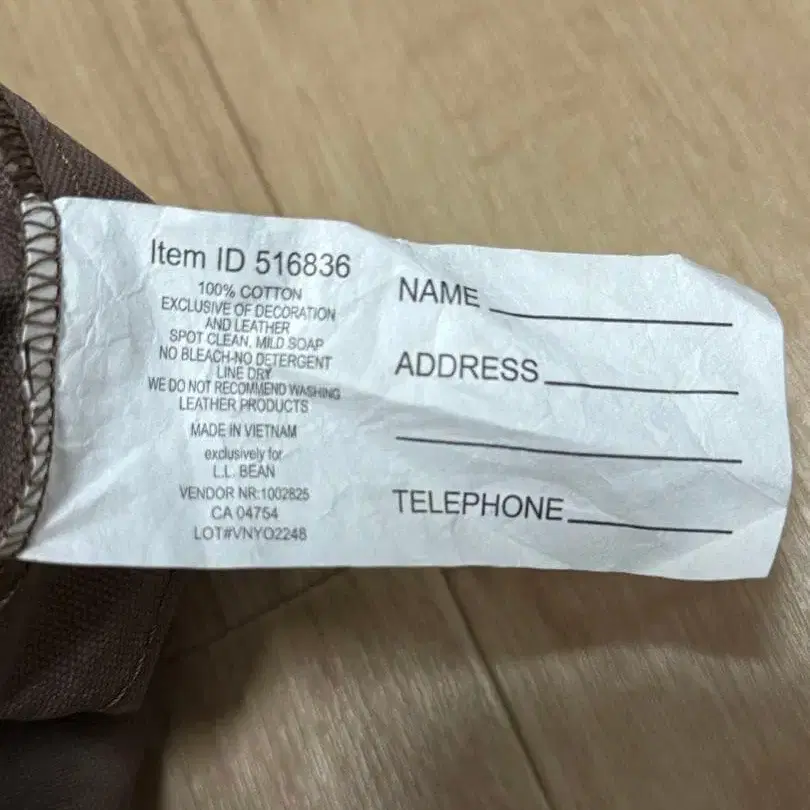 Item ID 516836
100% COTTON
EXCLUSIVE OF DECORATION
AND LEATHER
SPOT CLEAN, MILD SOAP
NO BLEACH-NO DETERGENT
LINE DRY
WE DO NOT RECOMMEND WASHING
LEATHER PRODUCTS
MADE IN VIETNAM
exclusively for
L.L. BEAN
VENDOR NR:1002825
CA 04754
LOT#VNYO2248
NAME
ADDRESS
TELEPHONE